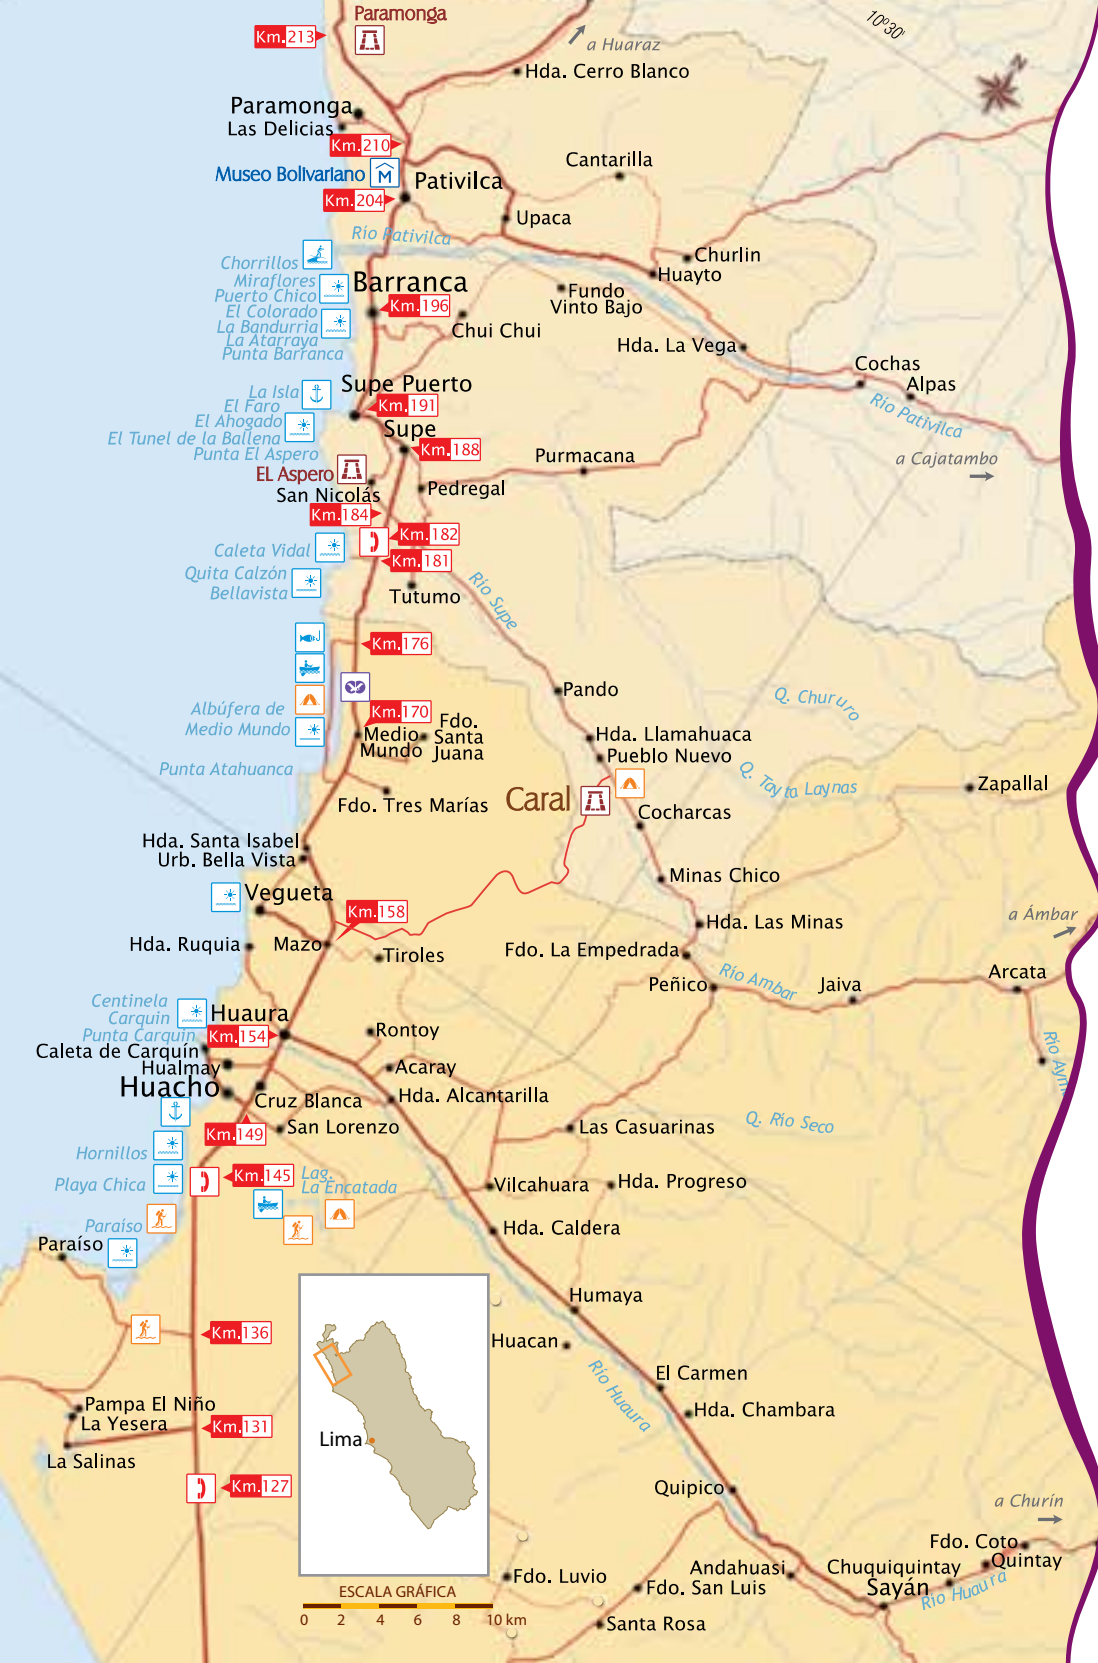 Paramonga
Km.213
10°30'
a Huaraz
N
Hda. Cerro Blanco
Paramonga
Las Delicias
Km.210
Cantarilla
Museo Bolivariano
M
Pativilca
Km.204
Upaca
Río Pativilca
Chorrillos
Churlin
Huayto
Miraflores
Puerto Chico
Barranca
Fundo
Vinto Bajo
El Colorado
Km.196
La Bandurria
La Atarraya
Punta Barranca
Chui Chui
Hda. La Vega
Cochas
Alpas
Supe Puerto
La Isla
El Faro
Km.191
Río Pativilca
El Ahogado
El Tunel de la Ballena
Punta El Aspero
Supe
Km.188
Purmacana
a Cajatambo
EL Aspero
San Nicolás
Pedregal
Km.184
Km.182
Caleta Vidal
Km.181
Quita Calzón
Bellavista
Tutumo
Río Supe
Km.176
Pando
Q. Chururo
Albúfera de
Medio Mundo
Km.170
Medio
Mundo
Fdo.
Santa
Juana
Hda. Llamahuaca
Pueblo Nuevo
Punta Atahuanca
Q. Tayta Laynas
Zapallal
Fdo. Tres Marías
Caral
Cocharcas
Hda. Santa Isabel
Urb. Bella Vista
Minas Chico
Vegueta
Km.158
a Ámbar
Hda. Las Minas
Hda. Ruquia
Mazo
Tiroles
Fdo. La Empedrada
Río Ambar
Arcata
Peñico
Jaiva
Centinela
Carquin
Punta Carquin
Huaura
Km.154
Rontoy
Caleta de Carquín
Hualmay
Acaray
Huacho
Cruz Blanca
Hda. Alcantarilla
Km.149
San Lorenzo
Las Casuarinas
Q. Río Seco
Hornillos
Playa Chica
Km.145
Lag.
La Encatada
Vilcahuara
Hda. Progreso
Paraíso
Paraíso
Hda. Caldera
Humaya
Km.136
Huacan
El Carmen
Río Huaura
Pampa El Niño
La Yesera
Hda. Chambara
Km.131
Lima
La Salinas
Km.127
Quipico
a Churín
Fdo. Coto
Quintay
Andahuasi
Chuquiquintay
Fdo. Luvio
Fdo. San Luis
Sayán
Río Huaura
ESCALA GRÁFICA
0 2 4 6 8 10 km
Santa Rosa